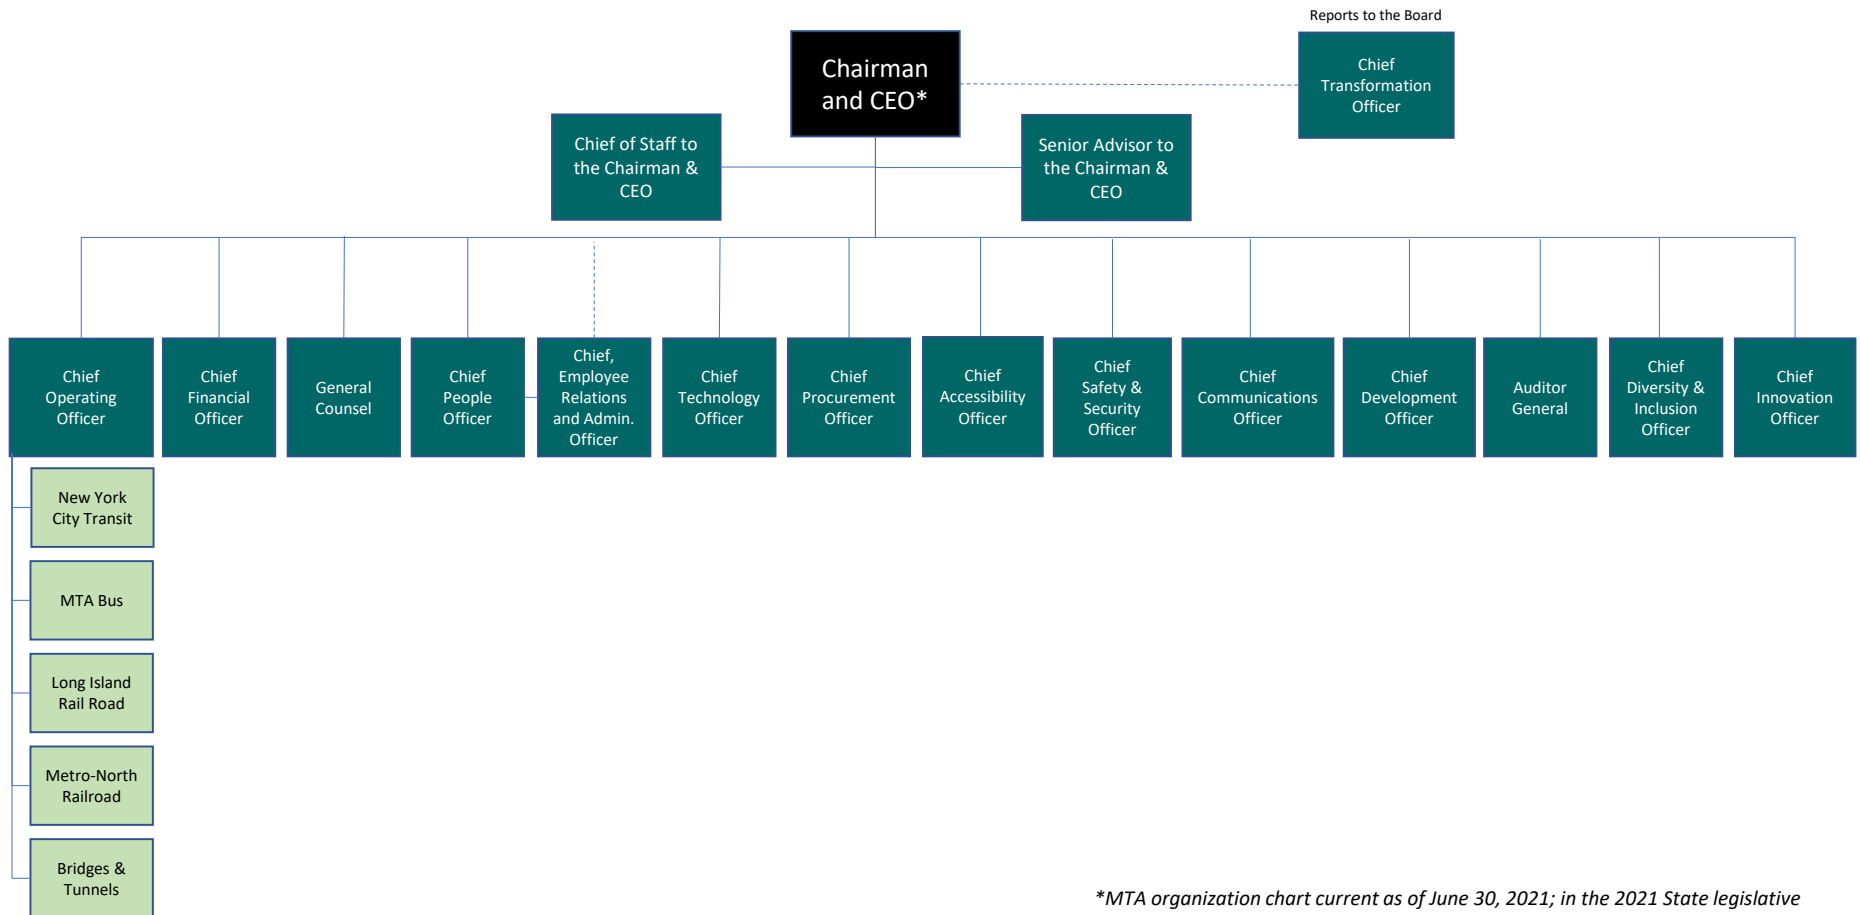 Reports to the Board
Chairman
and CEO*
Chief
Transformation
Officer
Chief of Staff to
the Chairman &
CEO
Senior Advisor to
the Chairman &
CEO
Chief
Operating
Officer
Chief
Financial
Officer
General
Counsel
Chief
People
Officer
Chief,
Employee
Relations
and Admin.
Officer
Chief
Technology
Officer
Chief
Procurement
Officer
Chief
Accessibility
Officer
Chief
Safety &
Security
Officer
Chief
Communications
Officer
Chief
Development
Officer
Auditor
General
Chief
Diversity &
Inclusion
Officer
Chief
Innovation
Officer
New York
City Transit
MTA Bus
Long Island
Rail Road
Metro-North
Railroad
Bridges &
Tunnels
*MTA organization chart current as of June 30, 2021; in the 2021 State legislative